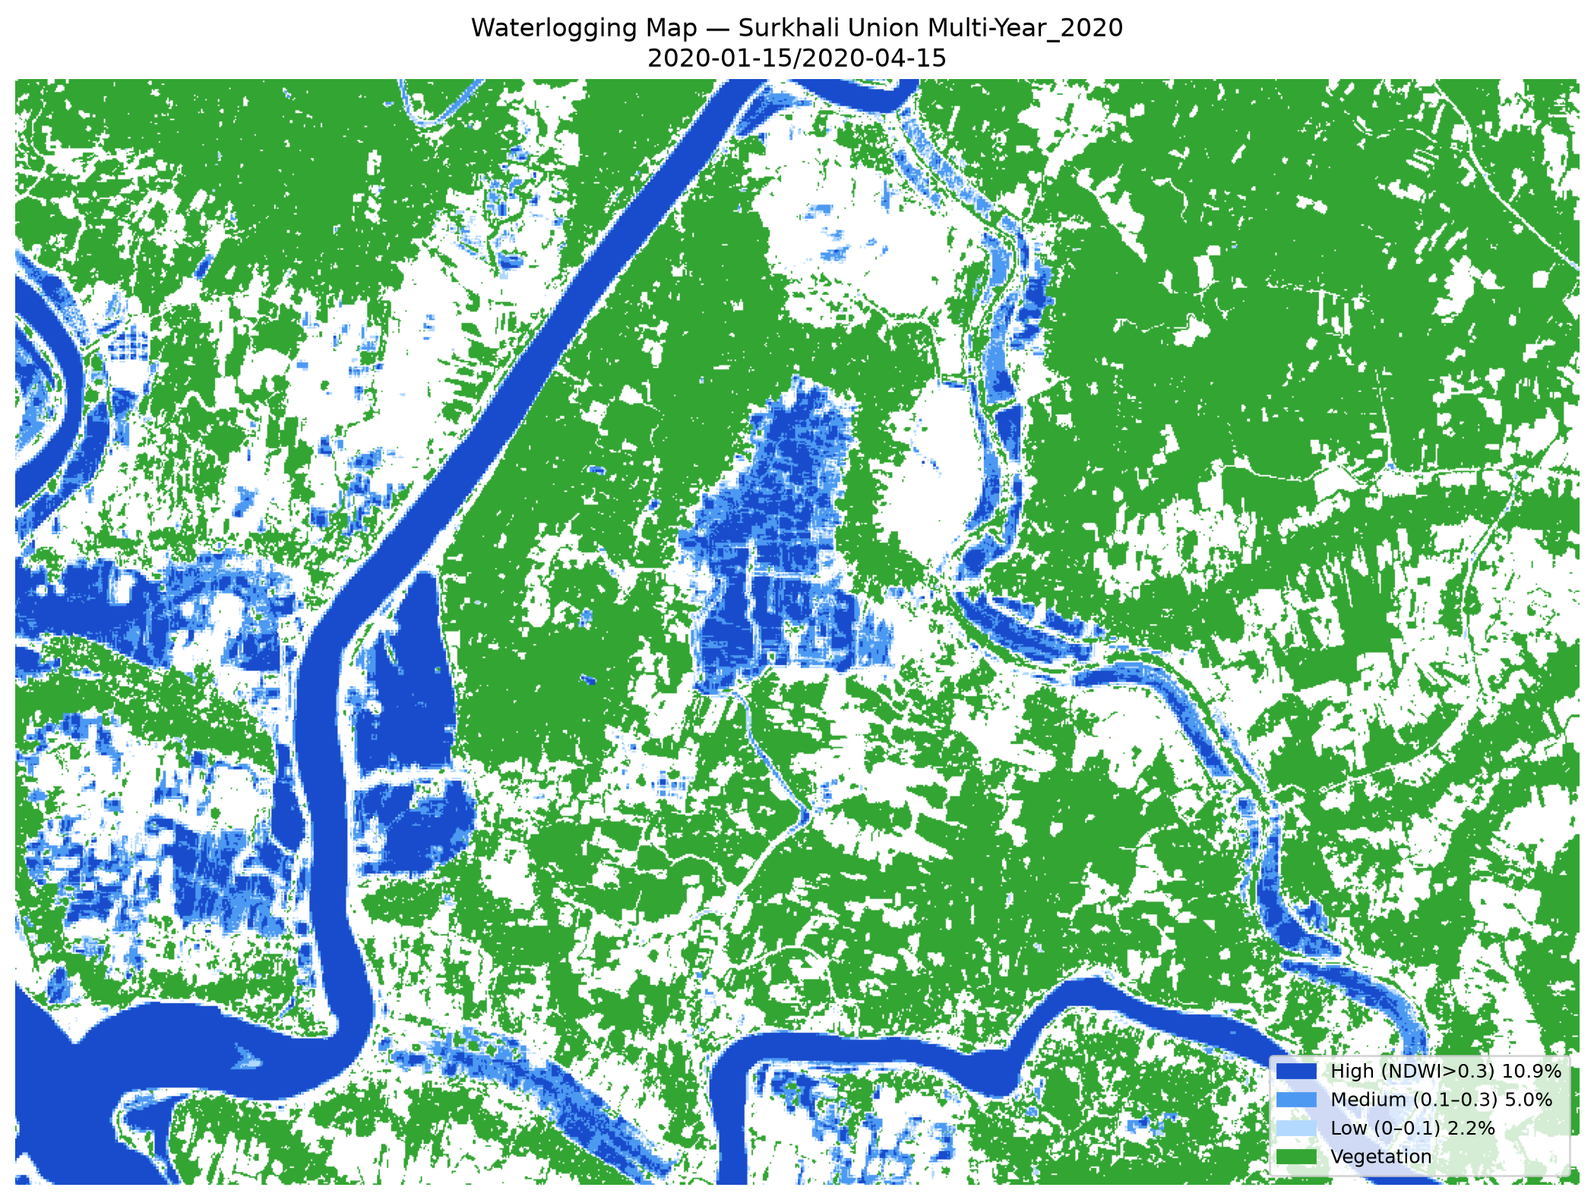 Waterlogging Map — Surkhali Union Multi-Year_2020
2020-01-15/2020-04-15
High (NDWI>0.3) 10.9%
Medium (0.1–0.3) 5.0%
Low (0–0.1) 2.2%
Vegetation